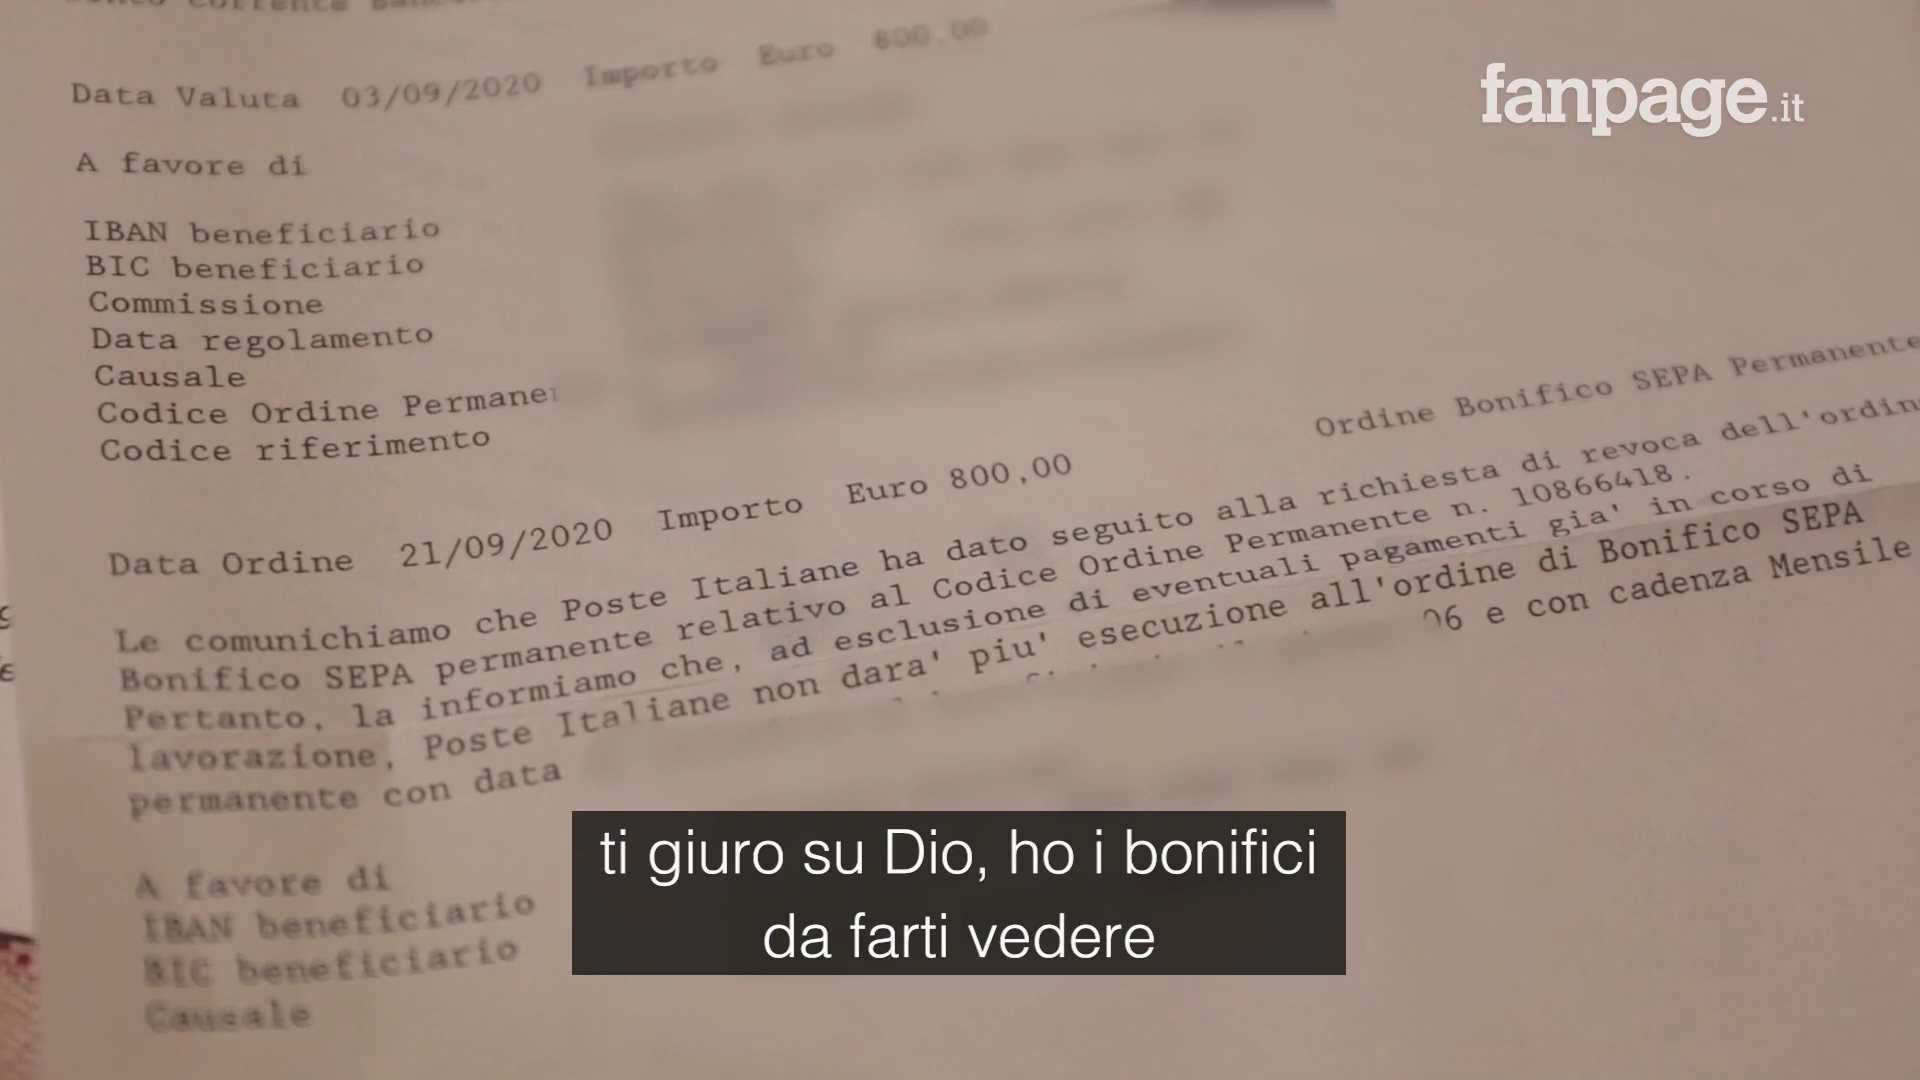 fanpage.it
Data Valuta 03/09/2020 Importo Euro 800.00
A favore di
IBAN beneficiario
BIC beneficiario
Commissione
Data regolamento
Causale
Codice Ordine Permanen
Codice riferimento
Ordine Bonifico SEPA Permanente
Data Ordine 21/09/2020 Importo Euro 800,00
Le comunichiamo che Poste Italiane ha dato seguito alla richiesta di revoca dell'ordin
Bonifico SEPA permanente relativo al Codice Ordine Permanente n. 10866418.
Pertanto, la informiamo che, ad esclusione di eventuali pagamenti gia' in corso di
lavorazione, Poste Italiane non dara' piu' esecuzione all'ordine di Bonifico SEPA
permanente con data 06 e con cadenza Mensile
A favore di
IBAN beneficiario
BIC beneficiario
Causale
ti giuro su Dio, ho i bonifici
da farti vedere